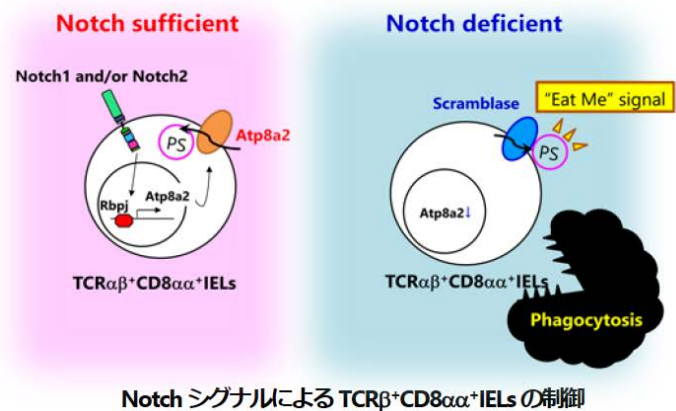 Notch sufficient
Notch1 and/or Notch2
PS
Atp8a2
Rbpj
Atp8a2
TCRαβ⁺CD8αα⁺IELs
Notch deficient
Scramblase
"Eat Me" signal
PS
Atp8a2↓
TCRαβ⁺CD8αα⁺IELs
Phagocytosis
Notch シグナルによる TCRβ⁺CD8αα⁺IELs の制御